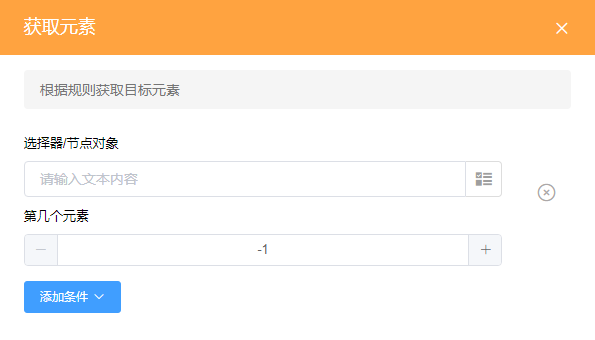 获取元素
根据规则获取目标元素
选择器/节点对象
请输入文本内容
第几个元素
-1
添加条件